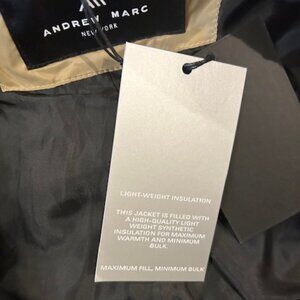 ANDREW MARC
NEW YORK
LIGHT-WEIGHT INSULATION
THIS JACKET IS FILLED WITH
A HIGH-QUALITY LIGHT
WEIGHT SYNTHETIC
INSULATION FOR MAXIMUM
WARMTH AND MINIMUM
BULK.
MAXIMUM FILL, MINIMUM BULK